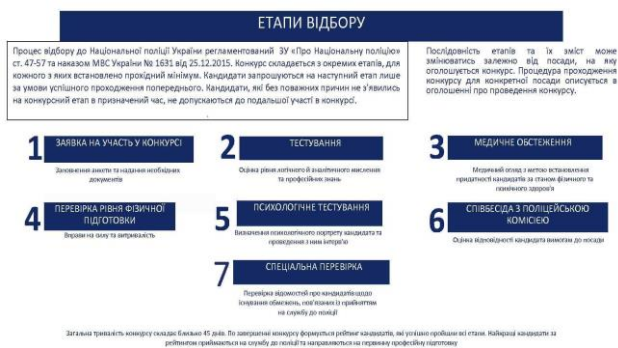 ЕТАПИ ВІДБОРУ
Процес відбору до Національної поліції України регламентований ЗУ «Про Національну поліцію»
ст. 47-57 та наказом МВС України № 1631 від 25.12.2015. Конкурс складається з окремих етапів, для
кожного з яких встановлено прохідний мінімум. Кандидати запрошуються на наступний етап лише
за умови успішного проходження попереднього. Кандидати, які без поважних причин не з'явились
на конкурсний етап в призначений час, не допускаються до подальшої участі в конкурсі.
Послідовність етапів та їх зміст може
змінюватись залежно від посади, на яку
оголошується конкурс. Процедура проходження
конкурсу для конкретної посади описується в
оголошенні про проведення конкурсу.
1 ЗАЯВКА НА УЧАСТЬ У КОНКУРСІ
Заповнення анкети та надання необхідних
документів
2 ТЕСТУВАННЯ
Оцінка рівня логічного й аналітичного мислення
та професійних знань
3 МЕДИЧНЕ ОБСТЕЖЕННЯ
Медичний огляд з метою встановлення
придатності кандидатів за станом фізичного та
психічного здоров'я
4 ПЕРЕВІРКА РІВНЯ ФІЗИЧНОЇ
ПІДГОТОВКИ
Вправи на силу та витривалість
5 ПСИХОЛОГІЧНЕ ТЕСТУВАННЯ
Визначення психологічного портрету кандидата та
проведення з ним інтерв'ю
6 СПІВБЕСІДА З ПОЛІЦЕЙСЬКОЮ
КОМІСІЄЮ
Оцінка відповідності кандидата вимогам до посади
7 СПЕЦІАЛЬНА ПЕРЕВІРКА
Перевірка відомостей про кандидатів щодо
існування обмежень, пов'язаних із прийняттям
на службу до поліції
Загальна тривалість конкурсу складає близько 45 днів. По завершенні конкурсу формується рейтинг кандидатів, які успішно пройшли всі етапи. Найкращі кандидати за
рейтингом приймаються на службу до поліції та направляються на первинну професійну підготовку